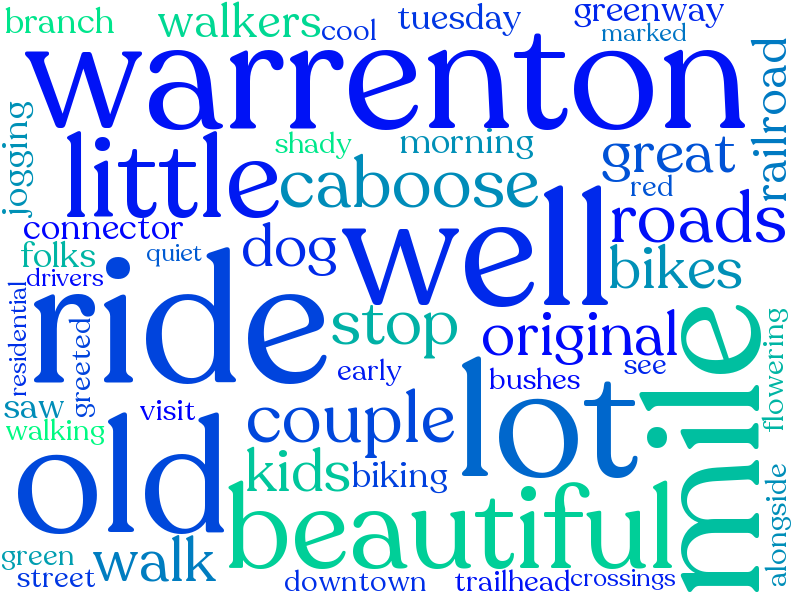 branch
walkers
cool
tuesday
greenway
marked
warrenton
railroad
jogging
little
shady
morning
great
caboose
red
connector
dog
well
roads
folks
quiet
bikes
drivers
ride
residential
greeted
stop
original
mile
flowering
early
see
bushes
saw
visit
couple
lot
walking
old
kids
biking
beautiful
alongside
green
walk
street
downtown
trailhead
crossings